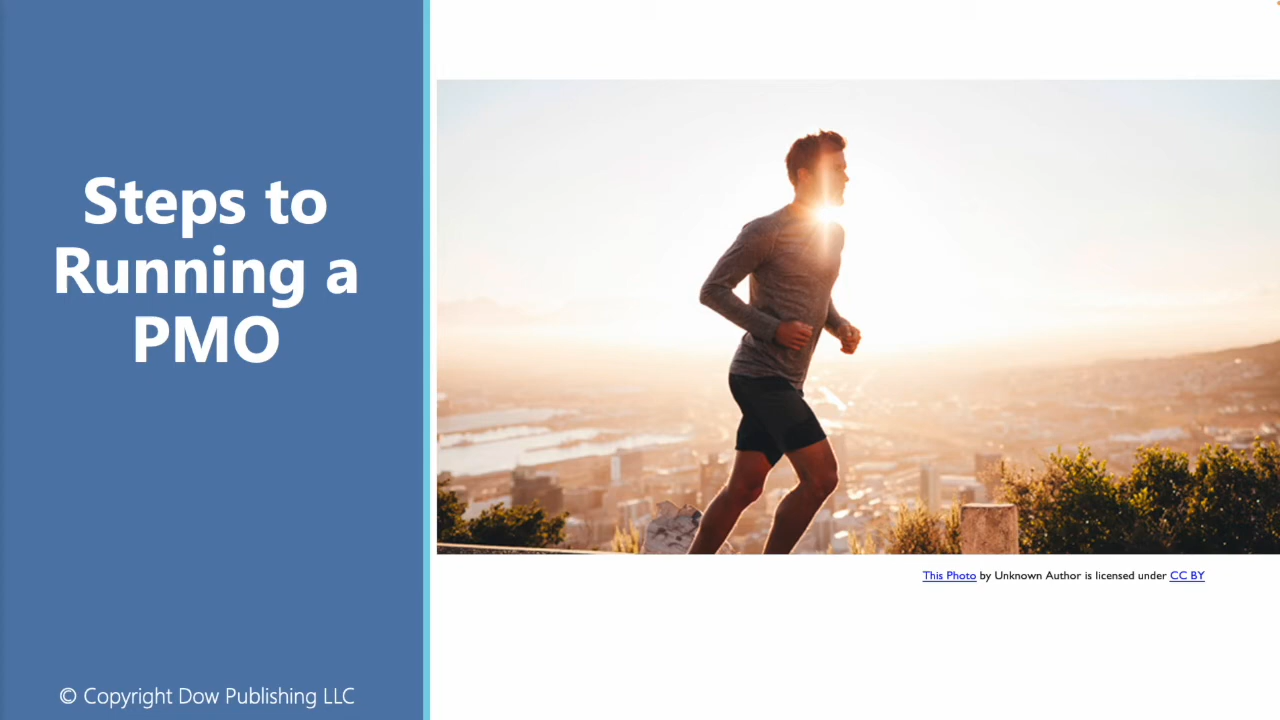 Steps to
Running a
PMO
This Photo by Unknown Author is licensed under CC BY
© Copyright Dow Publishing LLC